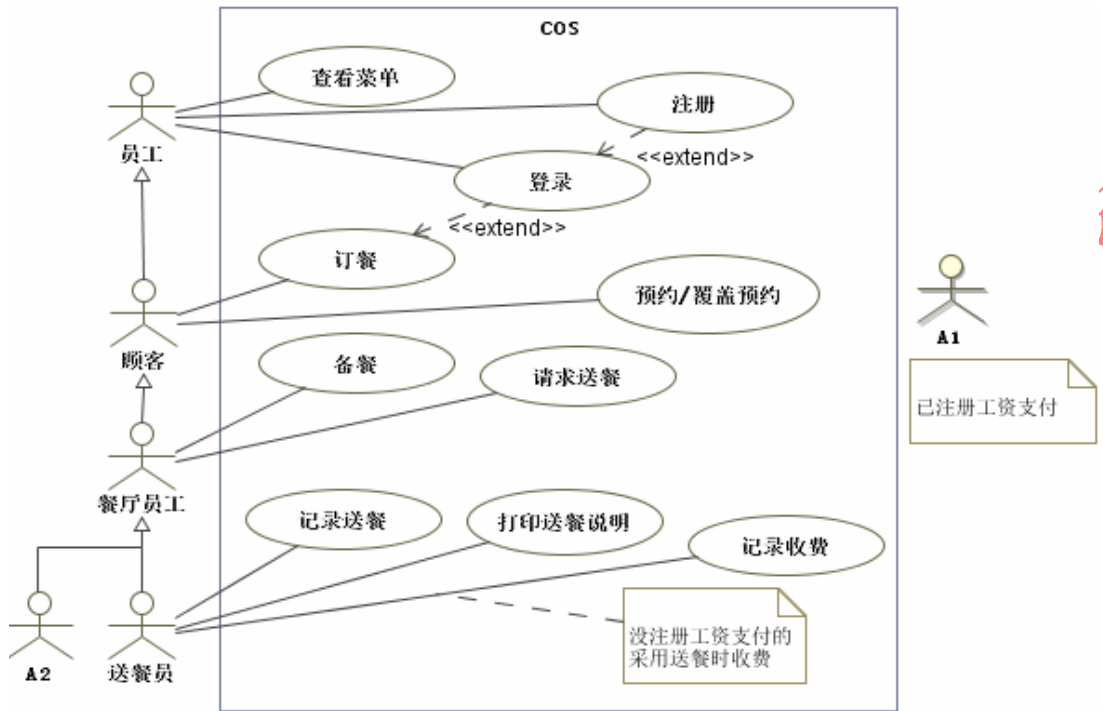 COS
查看菜单
注册
员工
<<extend>>
登录
<<extend>>
订餐
预约/覆盖预约
A1
顾客
备餐
请求送餐
已注册工资支付
餐厅员工
记录送餐
打印送餐说明
记录收费
没注册工资支付的
采用送餐时收费
A2
送餐员